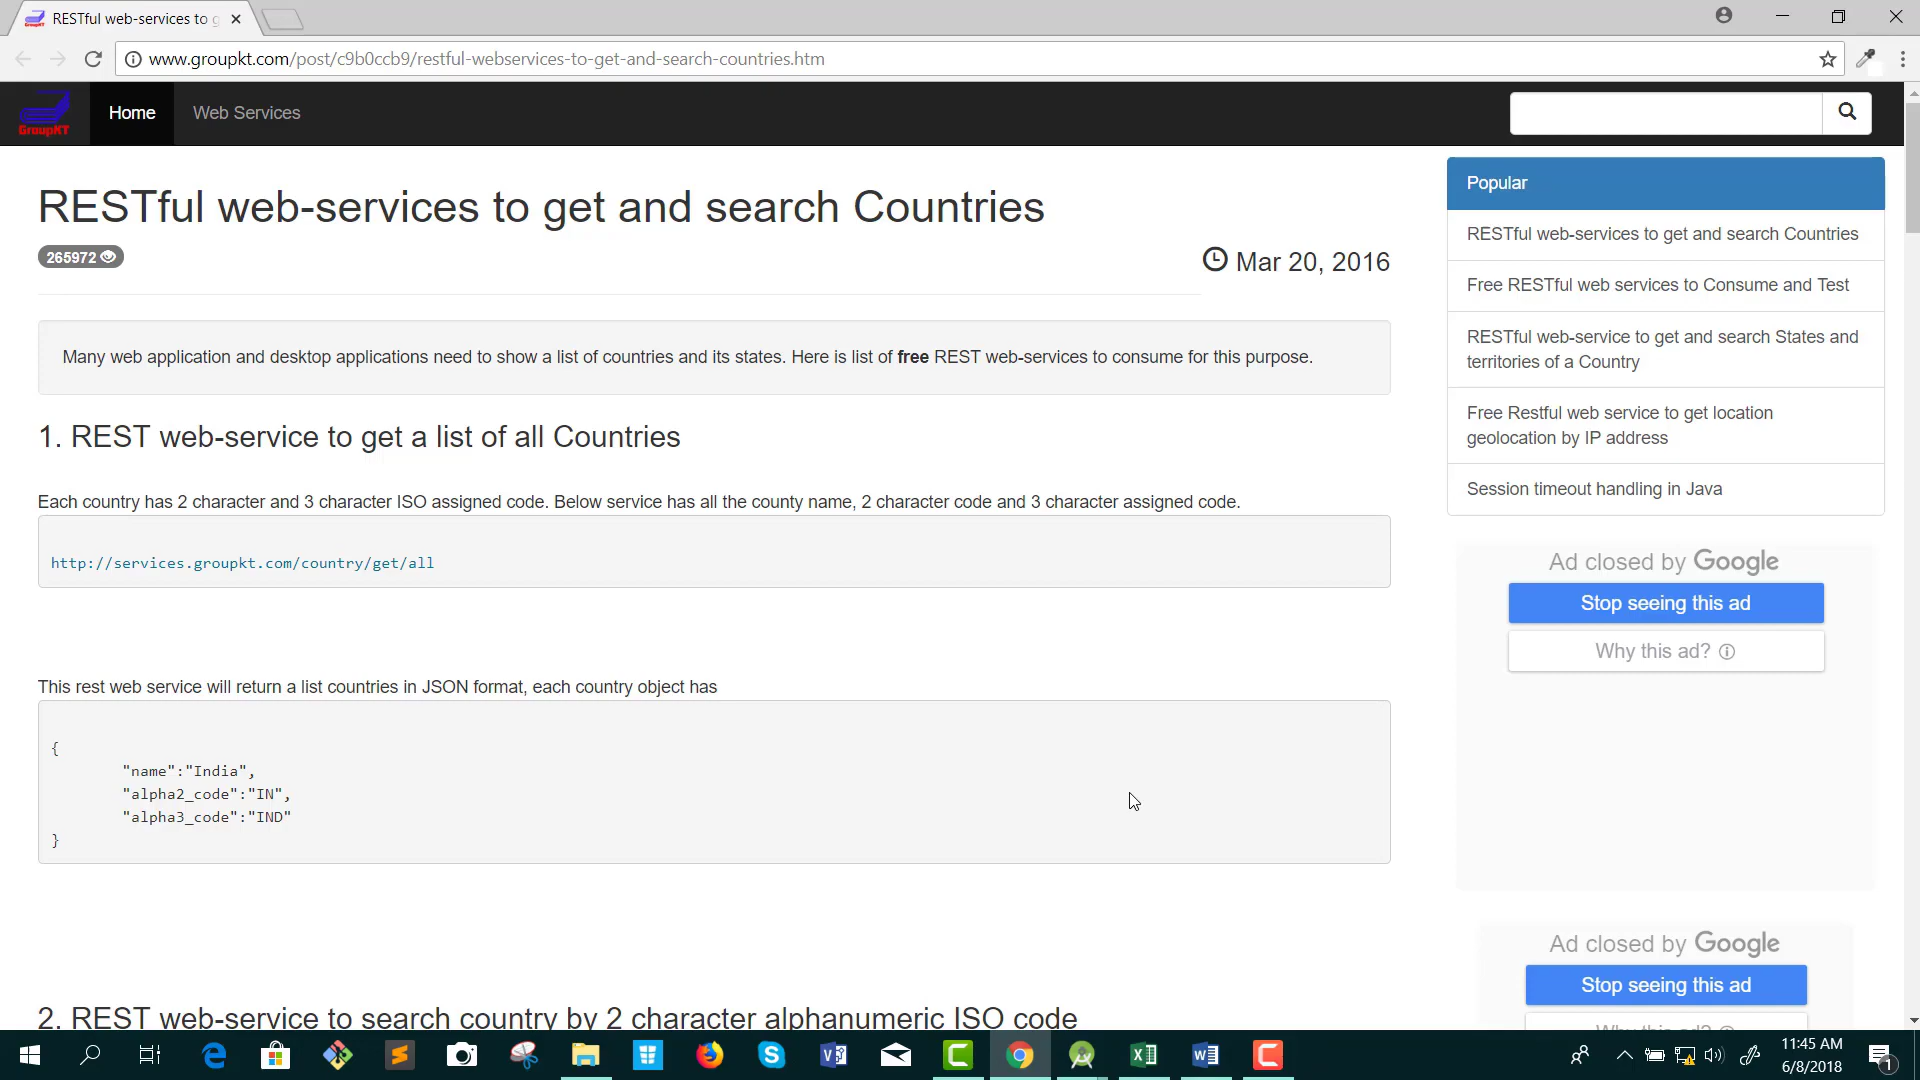 RESTful web-services to g
www.groupkt.com/post/c9b0ccb9/restful-webservices-to-get-and-search-countries.htm
GroupKT
Home
Web Services
RESTful web-services to get and search Countries
265972
Mar 20, 2016
Many web application and desktop applications need to show a list of countries and its states. Here is list of free REST web-services to consume for this purpose.
1. REST web-service to get a list of all Countries
Each country has 2 character and 3 character ISO assigned code. Below service has all the county name, 2 character code and 3 character assigned code.
http://services.groupkt.com/country/get/all
This rest web service will return a list countries in JSON format, each country object has
{
"name":"India",
"alpha2_code":"IN",
"alpha3_code":"IND"
}
2. REST web-service to search country by 2 character alphanumeric ISO code
Popular
RESTful web-services to get and search Countries
Free RESTful web services to Consume and Test
RESTful web-service to get and search States and
territories of a Country
Free Restful web service to get location
geolocation by IP address
Session timeout handling in Java
Ad closed by Google
Stop seeing this ad
Why this ad?
Ad closed by Google
Stop seeing this ad
Why this ad?
11:45 AM
6/8/2018
1